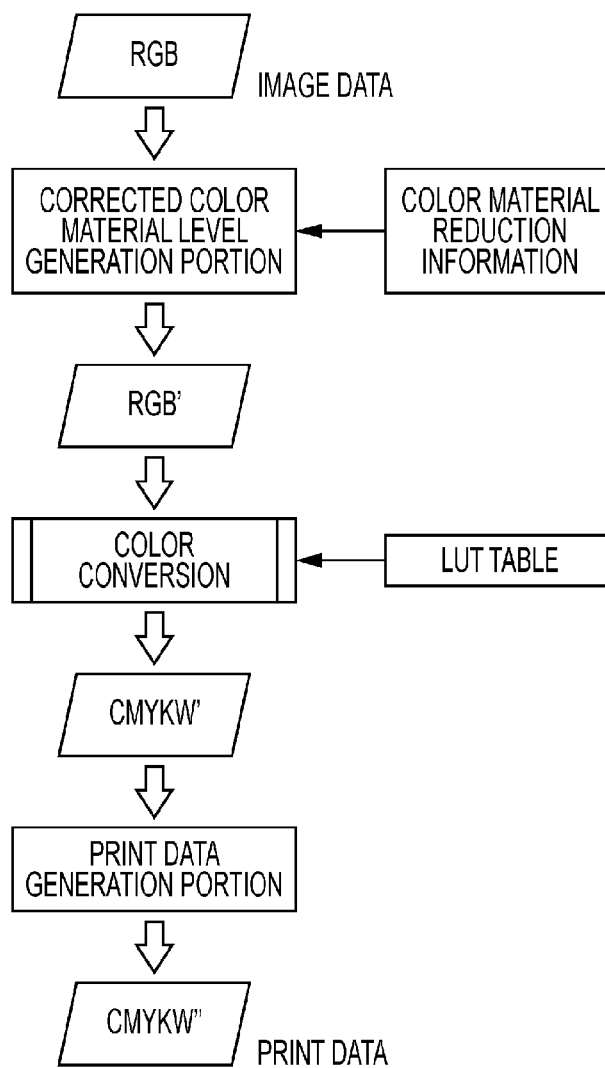 RGB
IMAGE DATA
CORRECTED COLOR
MATERIAL LEVEL
GENERATION PORTION
COLOR MATERIAL
REDUCTION
INFORMATION
RGB’
COLOR
CONVERSION
LUT TABLE
CMYKW’
PRINT DATA
GENERATION PORTION
CMYKW”
PRINT DATA